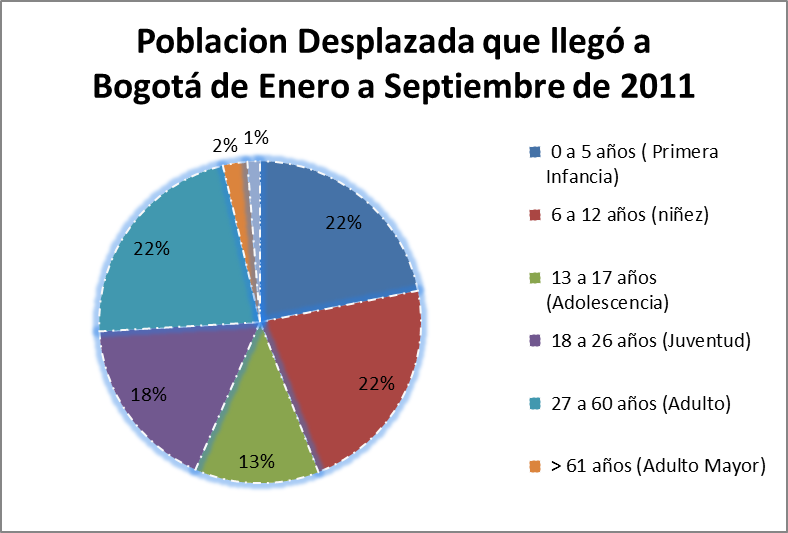 Poblacion Desplazada que llegó a
Bogotá de Enero a Septiembre de 2011
2%
1%
22%
22%
22%
18%
13%
0 a 5 años ( Primera
Infancia)
6 a 12 años (niñez)
13 a 17 años
(Adolescencia)
18 a 26 años (Juventud)
27 a 60 años (Adulto)
> 61 años (Adulto Mayor)